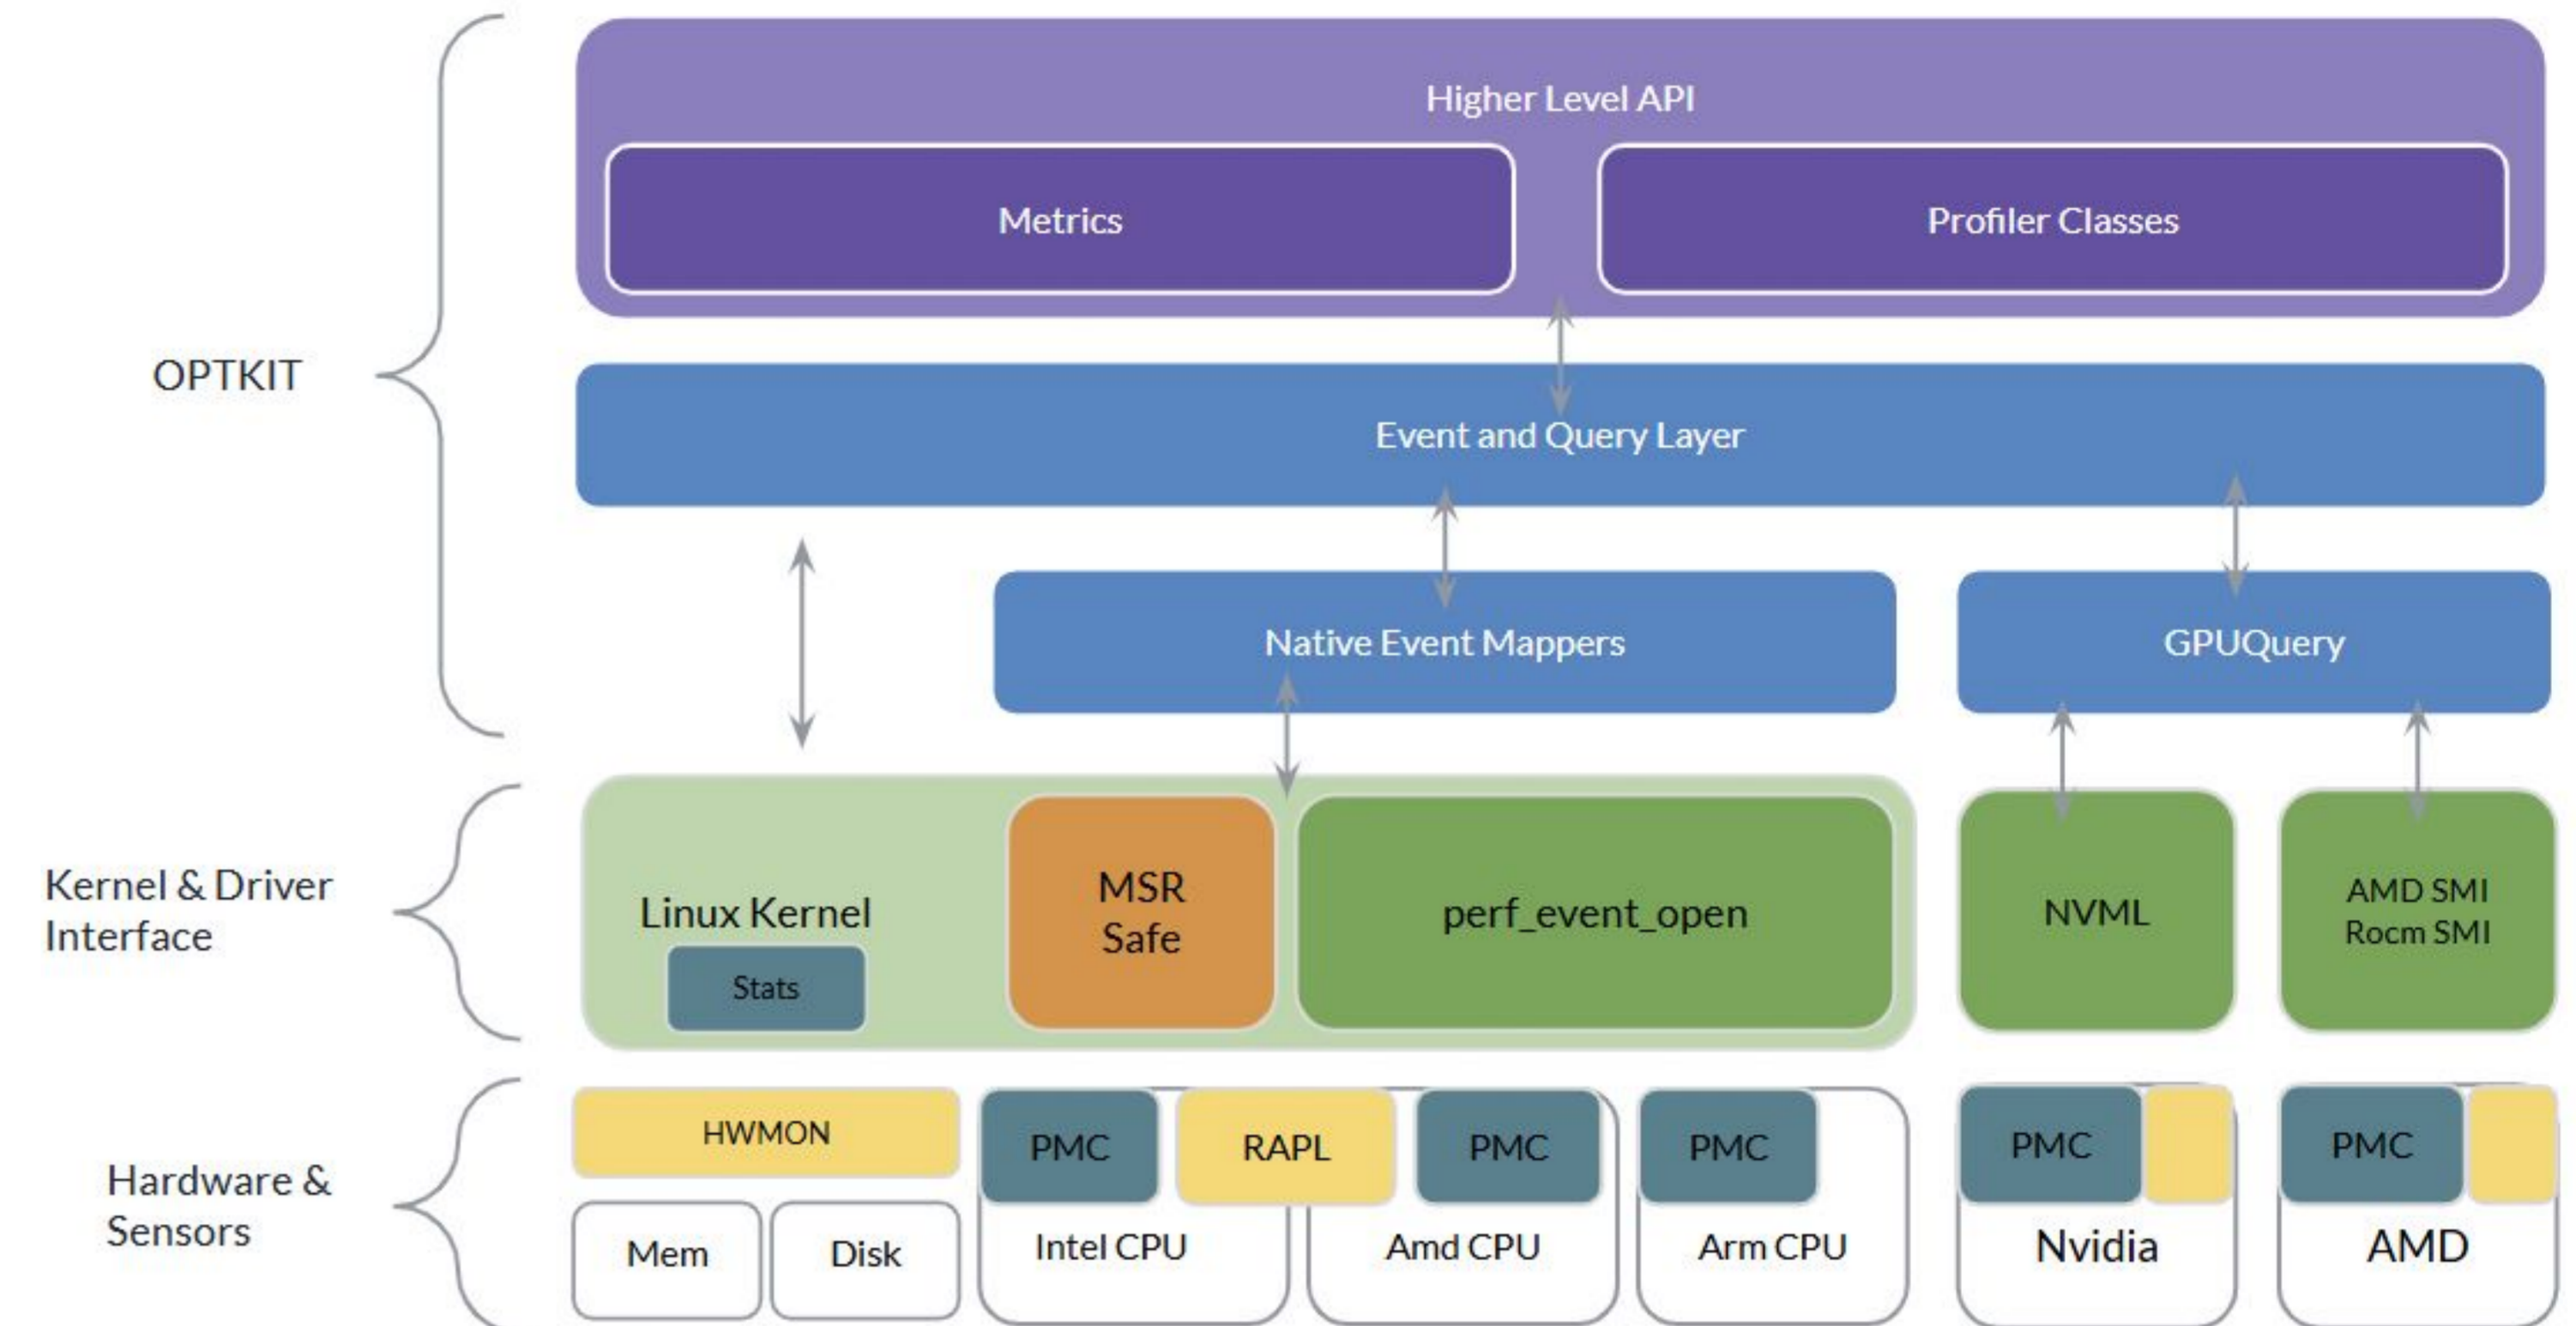 Higher Level API
Metrics
Profiler Classes
OPTKIT
Event and Query Layer
Native Event Mappers
GPUQuery
Kernel & Driver
Interface
Linux Kernel
Stats
MSR
Safe
perf_event_open
NVML
AMD SMI
Rocm SMI
Hardware &
Sensors
HWMON
Mem
Disk
PMC
RAPL
PMC
PMC
PMC
PMC
Intel CPU
Amd CPU
Arm CPU
Nvidia
AMD